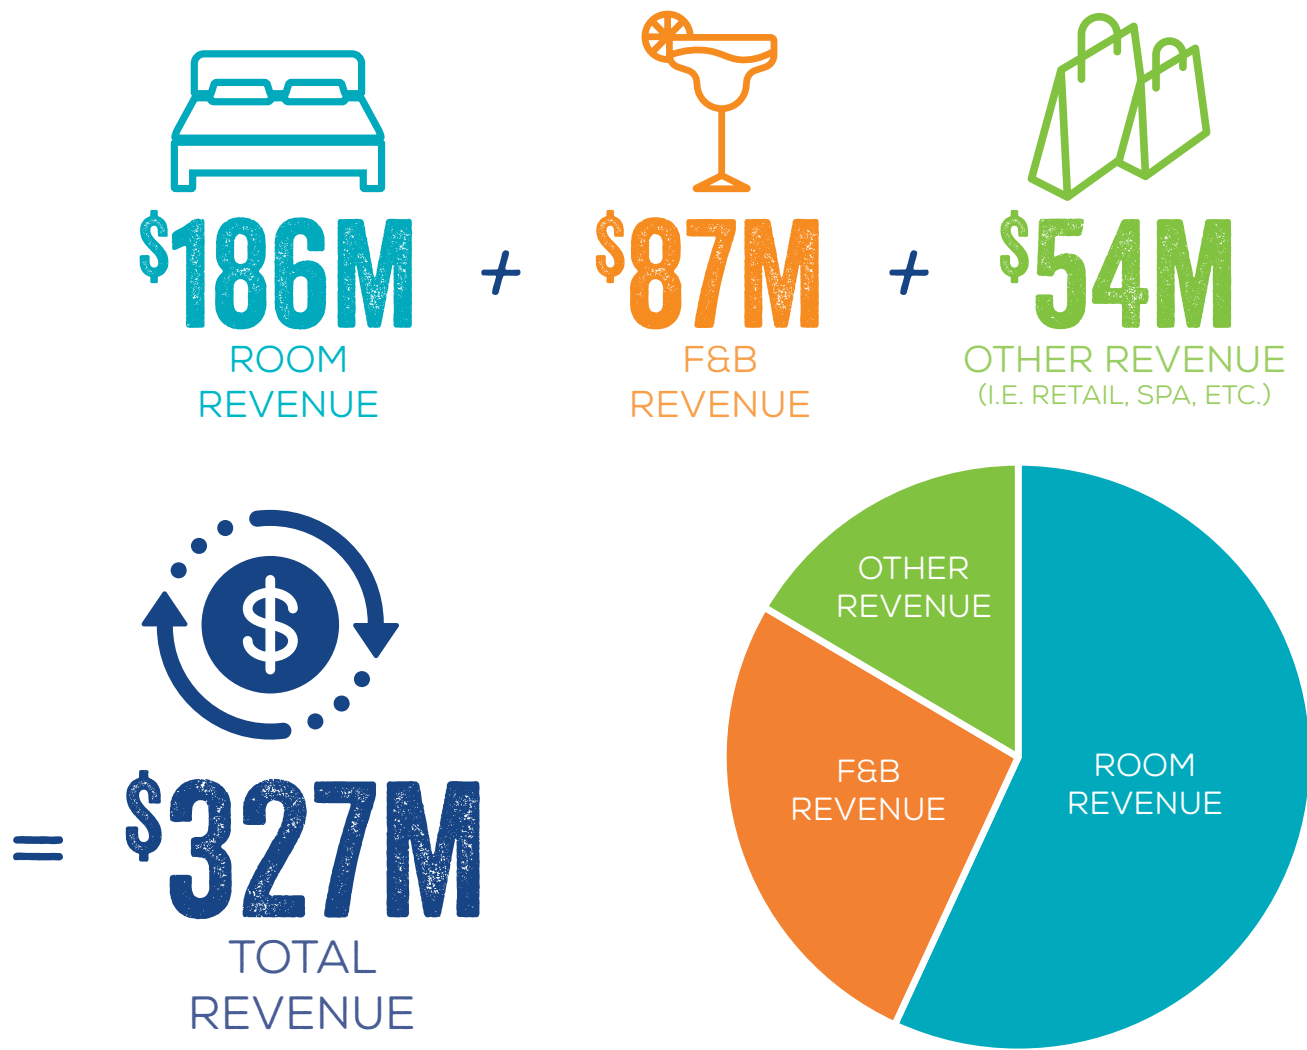 $186M
ROOM
REVENUE
+
$87M
F&B
REVENUE
+
$54M
OTHER REVENUE
(I.E. RETAIL, SPA, ETC.)
$
= $327M
TOTAL
REVENUE
OTHER
REVENUE
F&B
REVENUE
ROOM
REVENUE